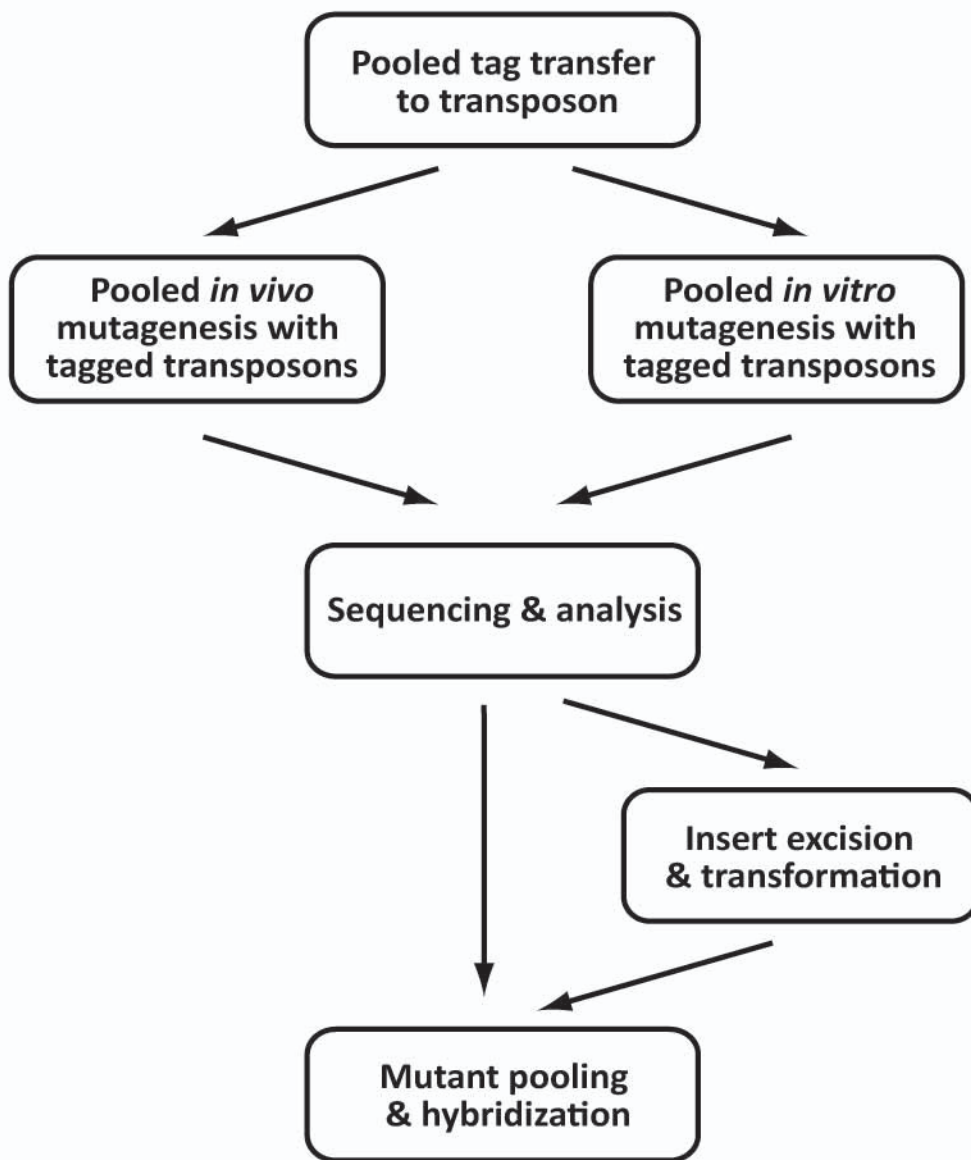 Pooled tag transfer
to transposon
Pooled in vivo
mutagenesis with
tagged transposons
Pooled in vitro
mutagenesis with
tagged transposons
Sequencing & analysis
Insert excision
& transformation
Mutant pooling
& hybridization